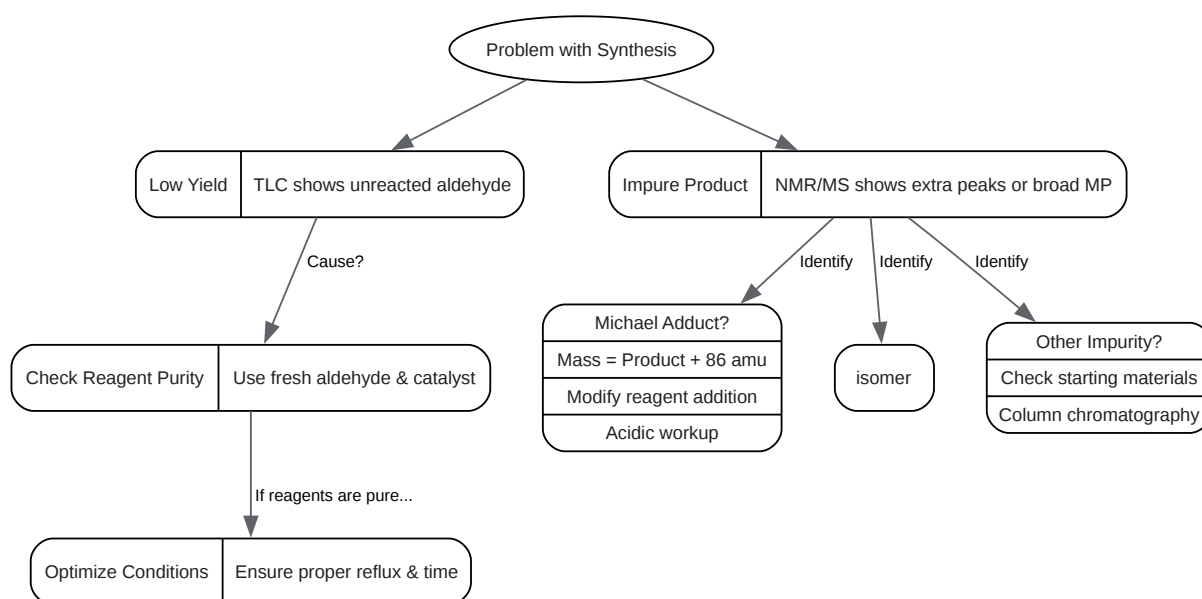 Problem with Synthesis
Low Yield
TLC shows unreacted aldehyde
Impure Product
NMR/MS shows extra peaks or broad MP
Cause?
Identify
Identify
Identify
Michael Adduct?
Mass = Product + 86 amu
Modify reagent addition
Acidic workup
isomer
Other Impurity?
Check starting materials
Column chromatography
Check Reagent Purity
Use fresh aldehyde & catalyst
If reagents are pure...
Optimize Conditions
Ensure proper reflux & time